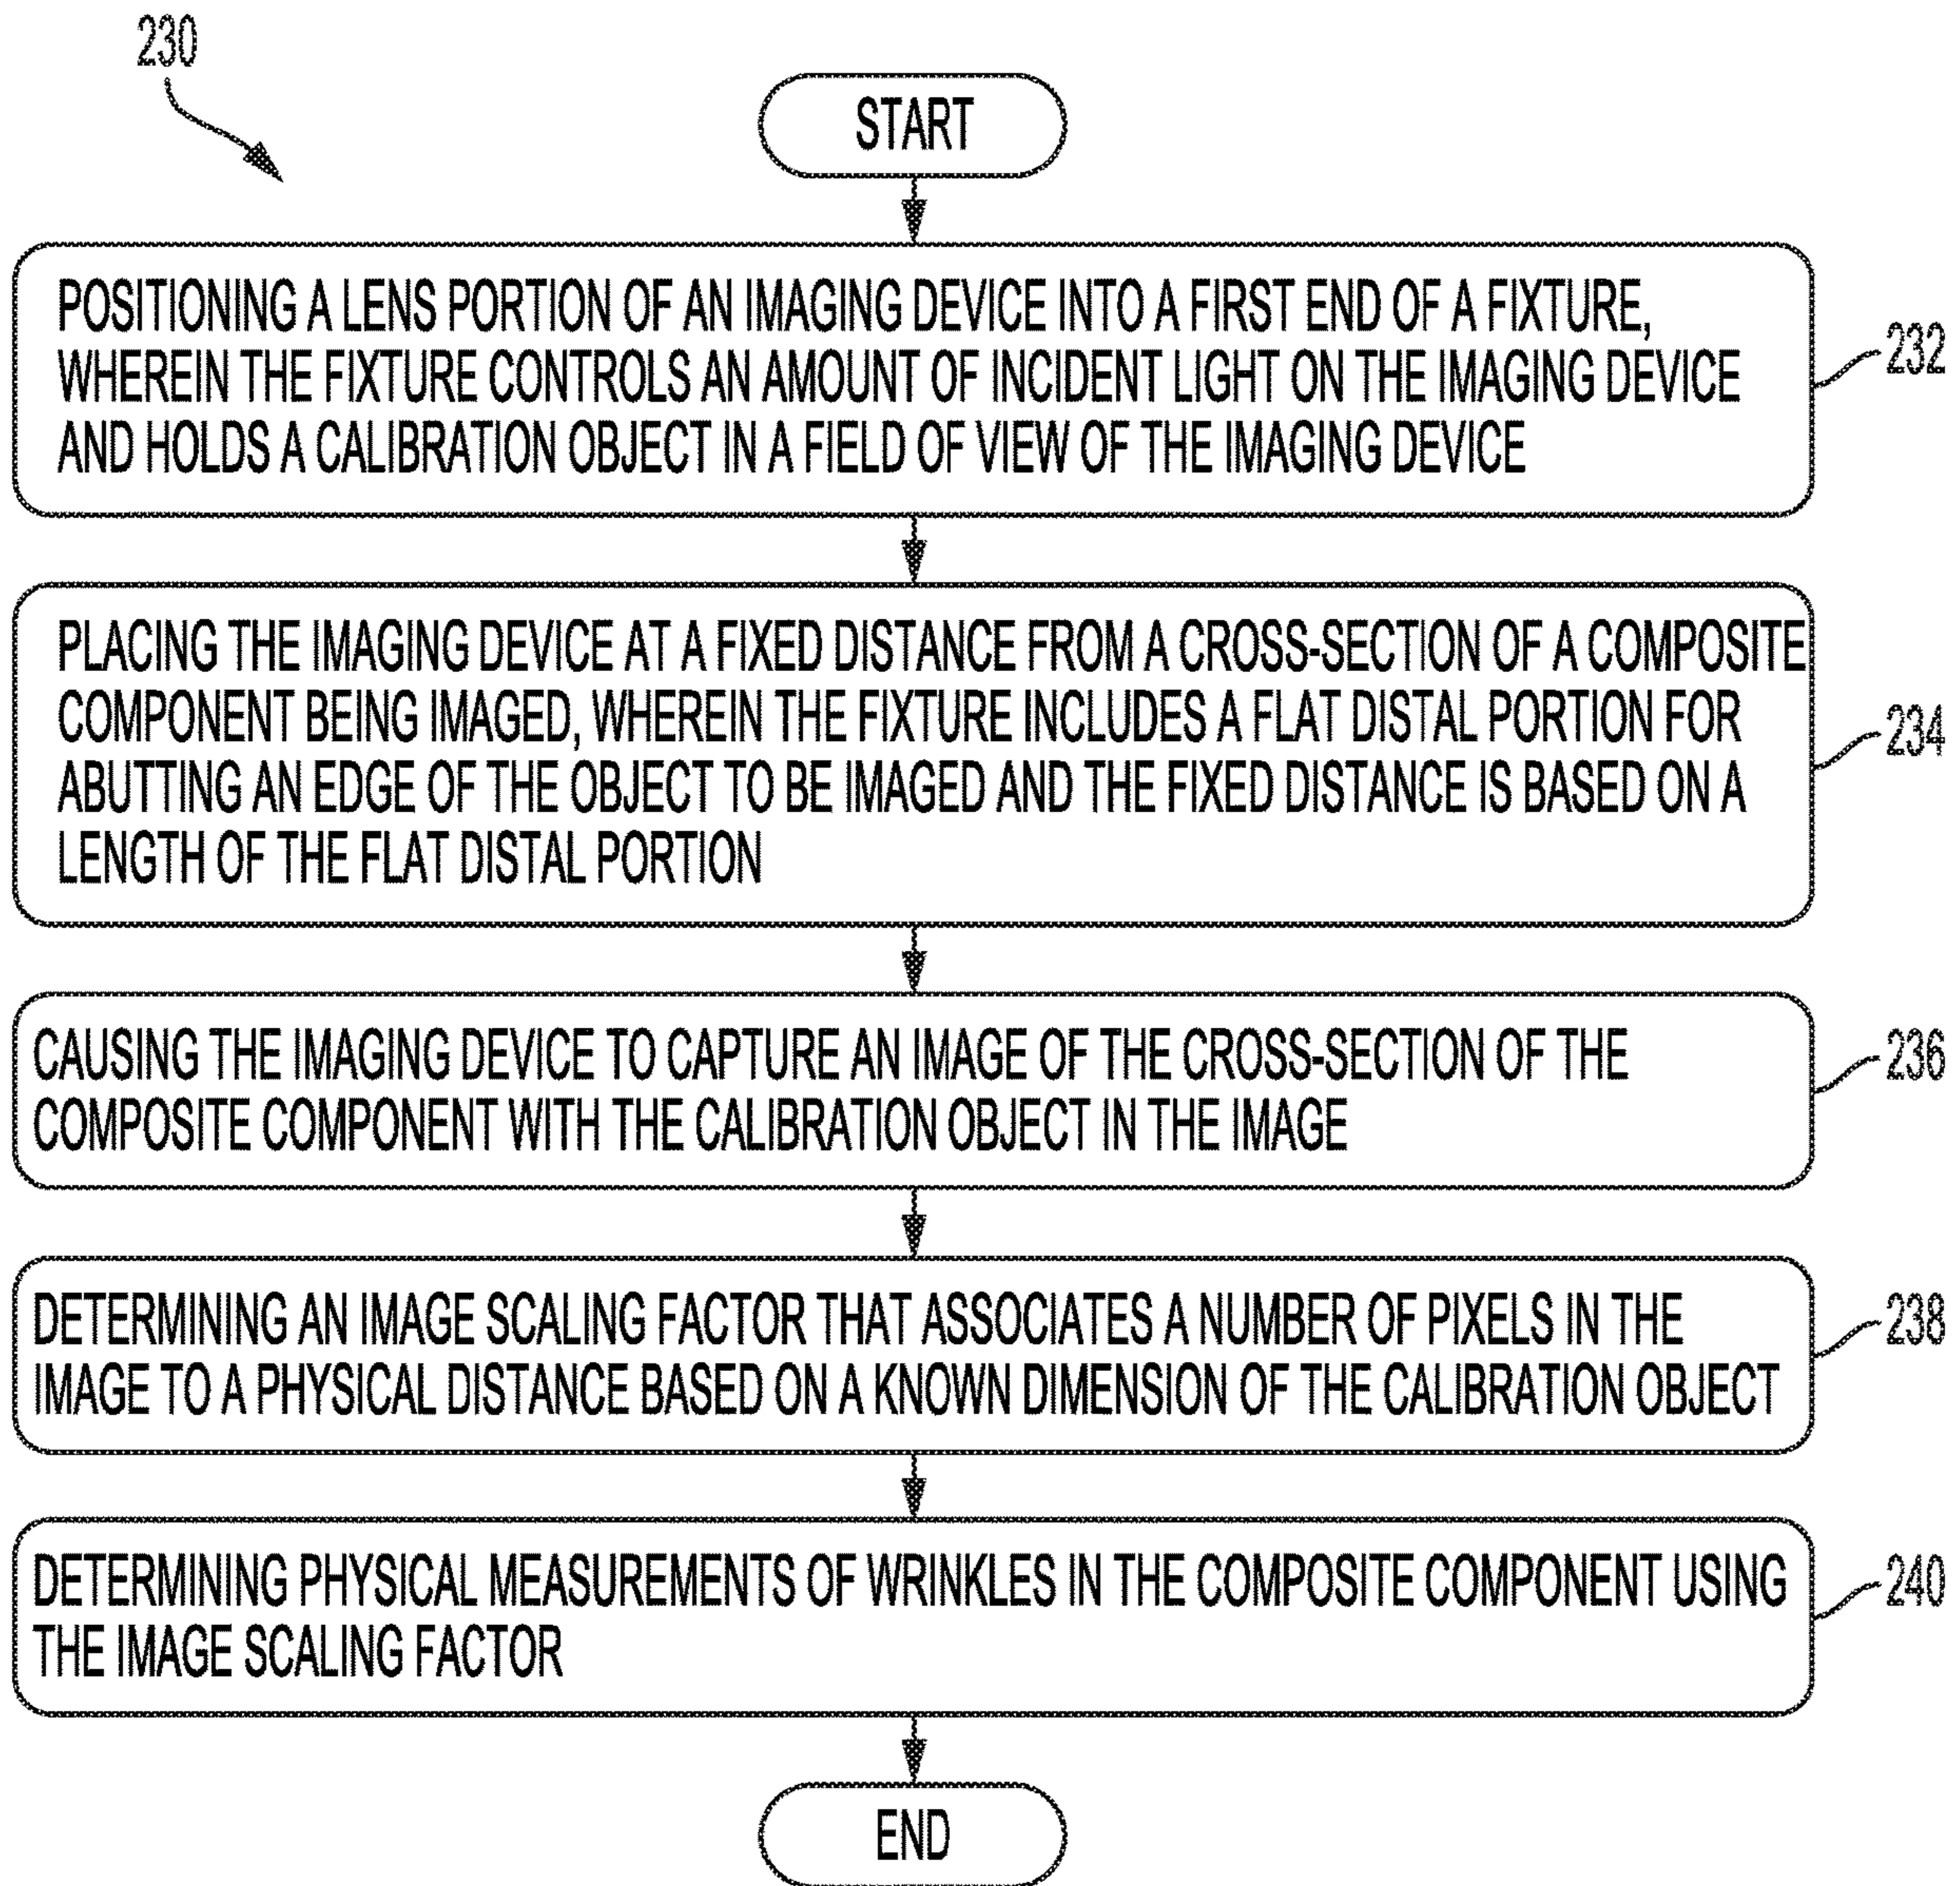 230
START
POSITIONING A LENS PORTION OF AN IMAGING DEVICE INTO A FIRST END OF A FIXTURE,
WHEREIN THE FIXTURE CONTROLS AN AMOUNT OF INCIDENT LIGHT ON THE IMAGING DEVICE
AND HOLDS A CALIBRATION OBJECT IN A FIELD OF VIEW OF THE IMAGING DEVICE
232
PLACING THE IMAGING DEVICE AT A FIXED DISTANCE FROM A CROSS-SECTION OF A COMPOSITE
COMPONENT BEING IMAGED, WHEREIN THE FIXTURE INCLUDES A FLAT DISTAL PORTION FOR
ABUTTING AN EDGE OF THE OBJECT TO BE IMAGED AND THE FIXED DISTANCE IS BASED ON A
LENGTH OF THE FLAT DISTAL PORTION
234
CAUSING THE IMAGING DEVICE TO CAPTURE AN IMAGE OF THE CROSS-SECTION OF THE
COMPOSITE COMPONENT WITH THE CALIBRATION OBJECT IN THE IMAGE
236
DETERMINING AN IMAGE SCALING FACTOR THAT ASSOCIATES A NUMBER OF PIXELS IN THE
IMAGE TO A PHYSICAL DISTANCE BASED ON A KNOWN DIMENSION OF THE CALIBRATION OBJECT
238
DETERMINING PHYSICAL MEASUREMENTS OF WRINKLES IN THE COMPOSITE COMPONENT USING
THE IMAGE SCALING FACTOR
240
END